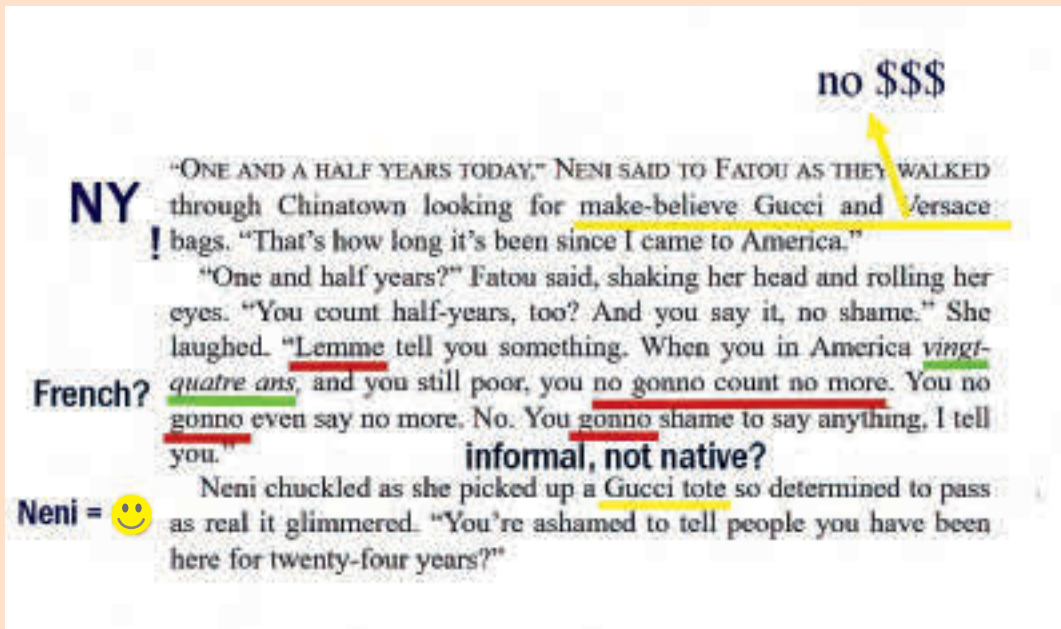 no $$$
“ONE AND A HALF YEARS TODAY,” NENI SAID TO FATOU AS THEY WALKED
NY through Chinatown looking for make-believe Gucci and Versace
! bags. “That’s how long it’s been since I came to America.”
“One and half years?” Fatou said, shaking her head and rolling her
eyes. “You count half-years, too? And you say it, no shame.” She
laughed. “Lemme tell you something. When you in America vingt-
French? quatre ans, and you still poor, you no gonno count no more. You no
gonno even say no more. No. You gonno shame to say anything, I tell
you.”
informal, not native?
Neni chuckled as she picked up a Gucci tote so determined to pass
Neni = 🙂
as real it glimmered. “You’re ashamed to tell people you have been
here for twenty-four years?”